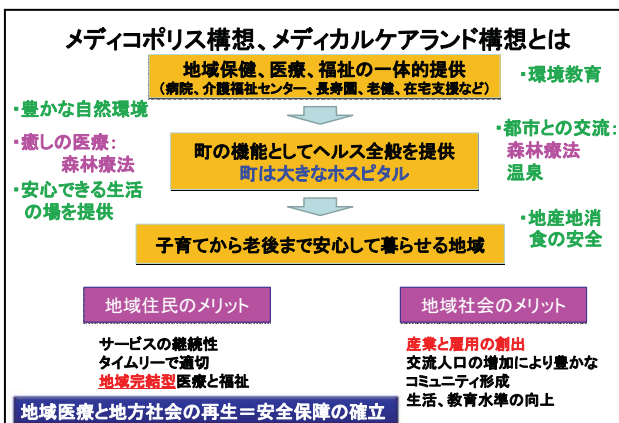 メディコポリス構想、メディカルケアランド構想とは
地域保健、医療、福祉の一体的提供
（病院、介護福祉センター、長寿園、老健、在宅支援など）
・環境教育
・豊かな自然環境
・癒しの医療：
森林療法
・安心できる生活
の場を提供
町の機能としてヘルス全般を提供
町は大きなホスピタル
・都市との交流：
森林療法
温泉
・地産地消
食の安全
子育てから老後まで安心して暮らせる地域
地域住民のメリット
サービスの継続性
タイムリーで適切
地域完結型医療と福祉
地域社会のメリット
産業と雇用の創出
交流人口の増加により豊かな
コミュニティ形成
生活、教育水準の向上
地域医療と地方社会の再生＝安全保障の確立